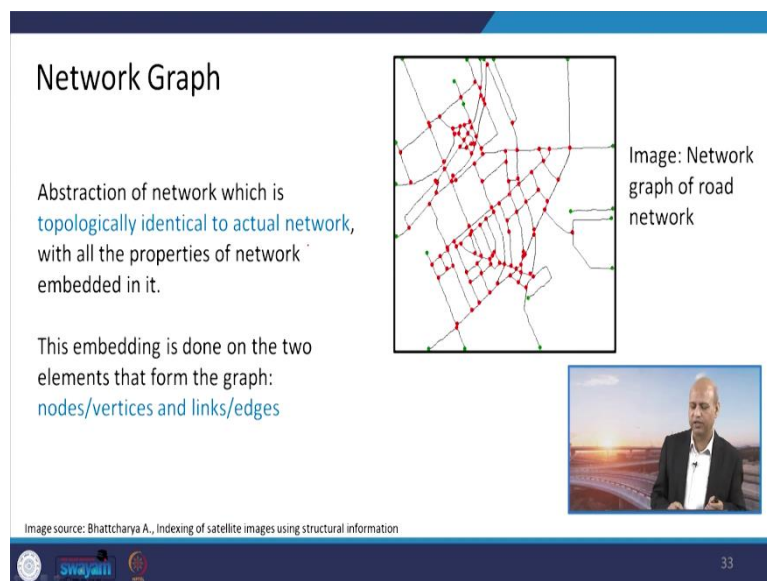 Network Graph
Abstraction of network which is
topologically identical to actual network,
with all the properties of network
embedded in it.
This embedding is done on the two
elements that form the graph:
nodes/vertices and links/edges
Image: Network
graph of road
network
Image source: Bhattcharya A., Indexing of satellite images using structural information
swayam
33